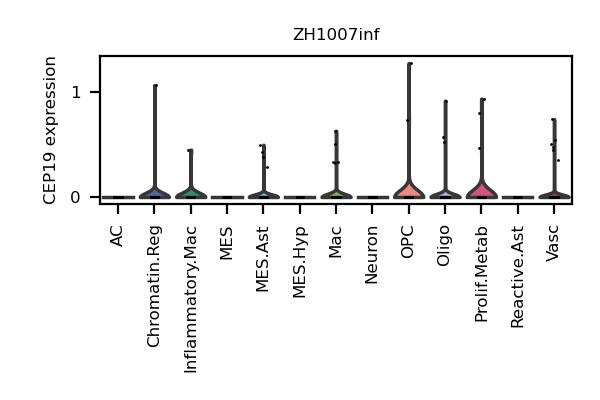 ZH1007inf
CEP19 expression
1
0
AC
Chromatin.Reg
Inflammatory.Mac
MES
MES.Ast
MES.Hyp
Mac
Neuron
OPC
Oligo
Prolif.Metab
Reactive.Ast
Vasc